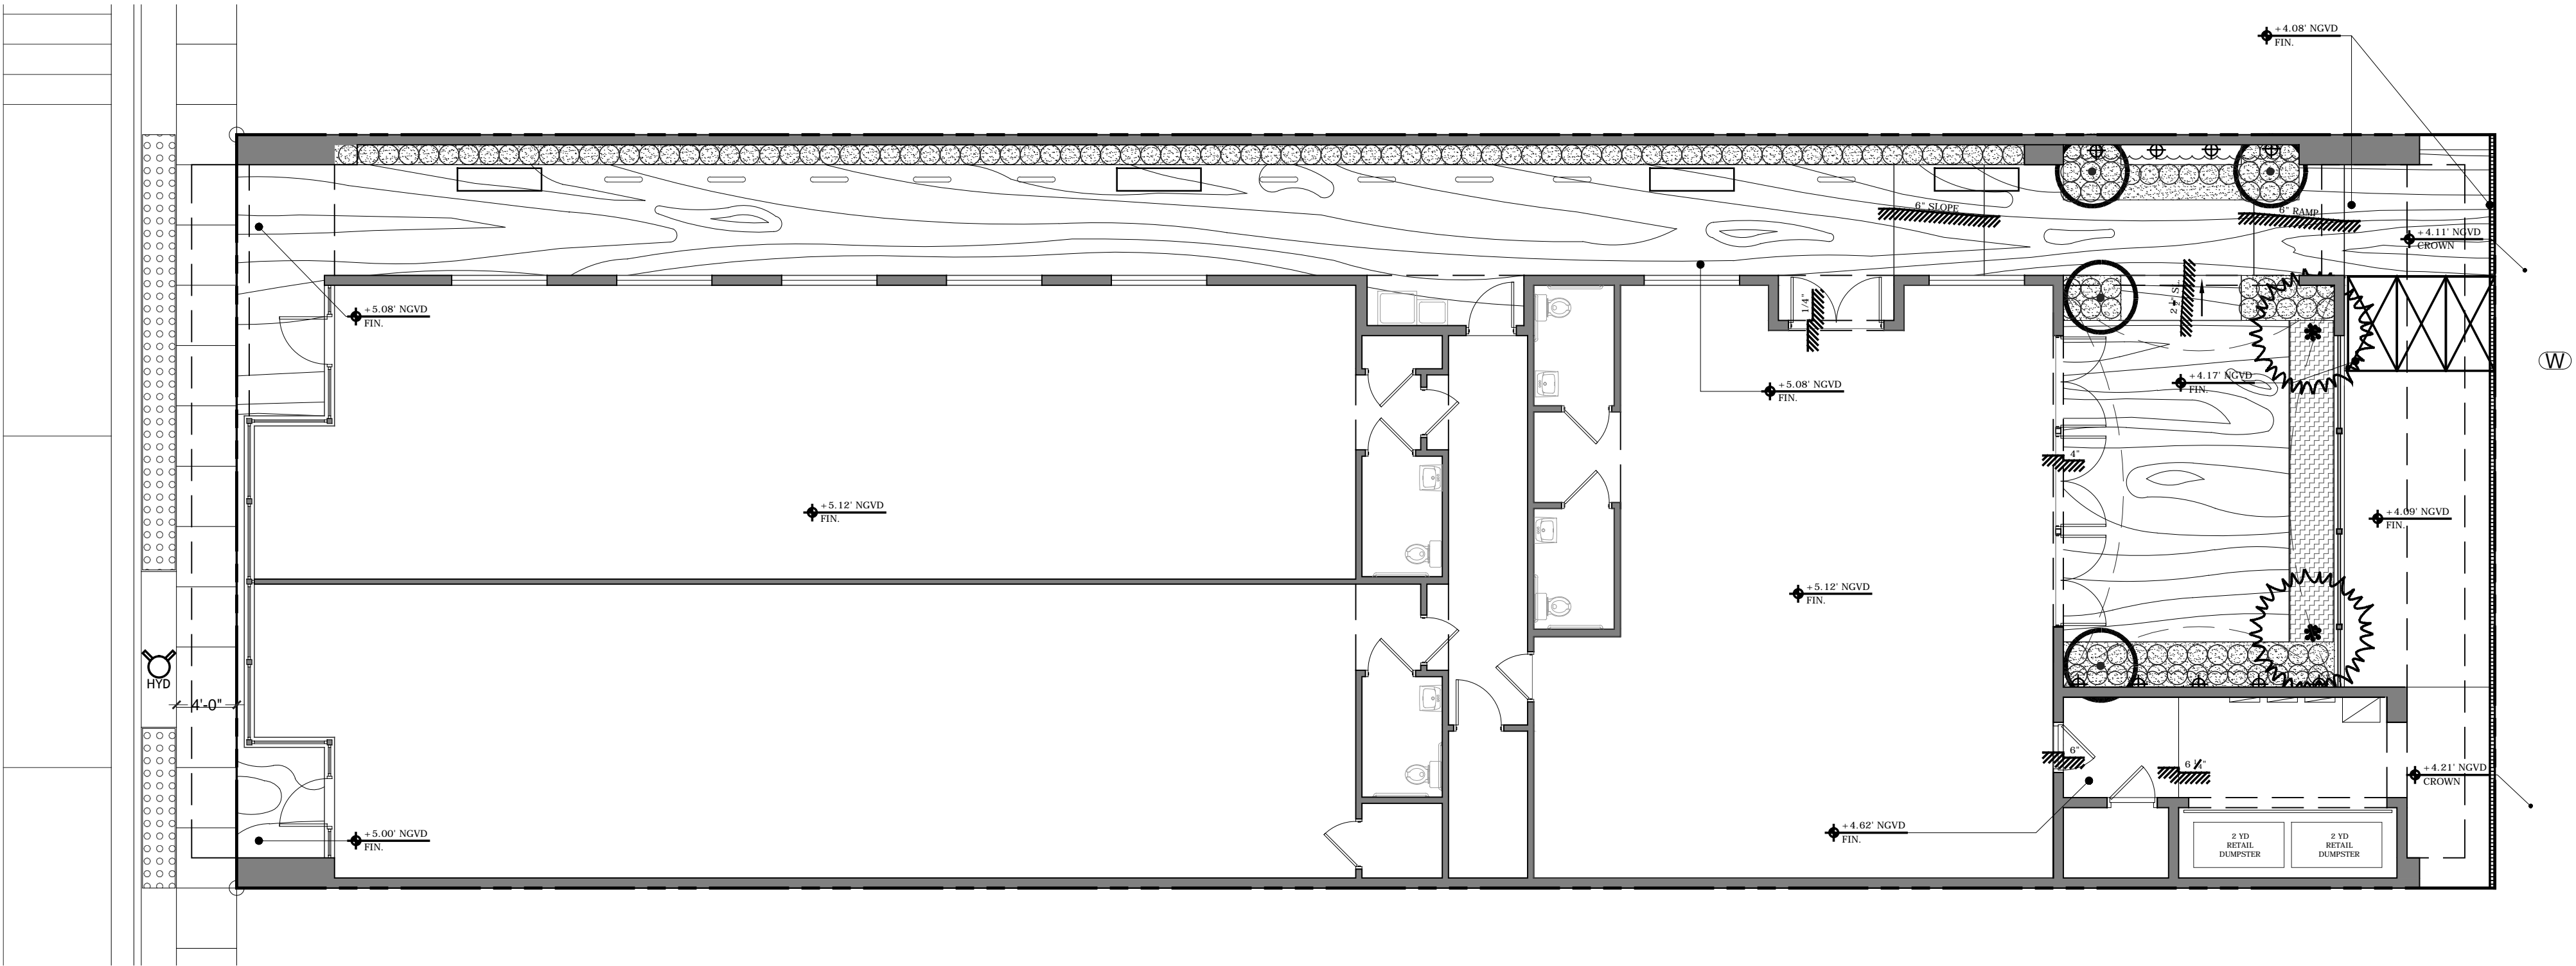 +4.08' NGVD
FIN.
6" SLOPE
6" RAMP
+4.11' NGVD
CROWN
+5.08' NGVD
FIN.
1/4"
+5.08' NGVD
FIN.
+4.17' NGVD
FIN.
W
4"
+5.12' NGVD
FIN.
+4.09' NGVD
FIN.
+5.12' NGVD
FIN.
HYD
4'-0"
6"
6 ¼"
+4.21' NGVD
CROWN
+5.00' NGVD
FIN.
+4.62' NGVD
FIN.
2 YD
RETAIL
DUMPSTER
2 YD
RETAIL
DUMPSTER